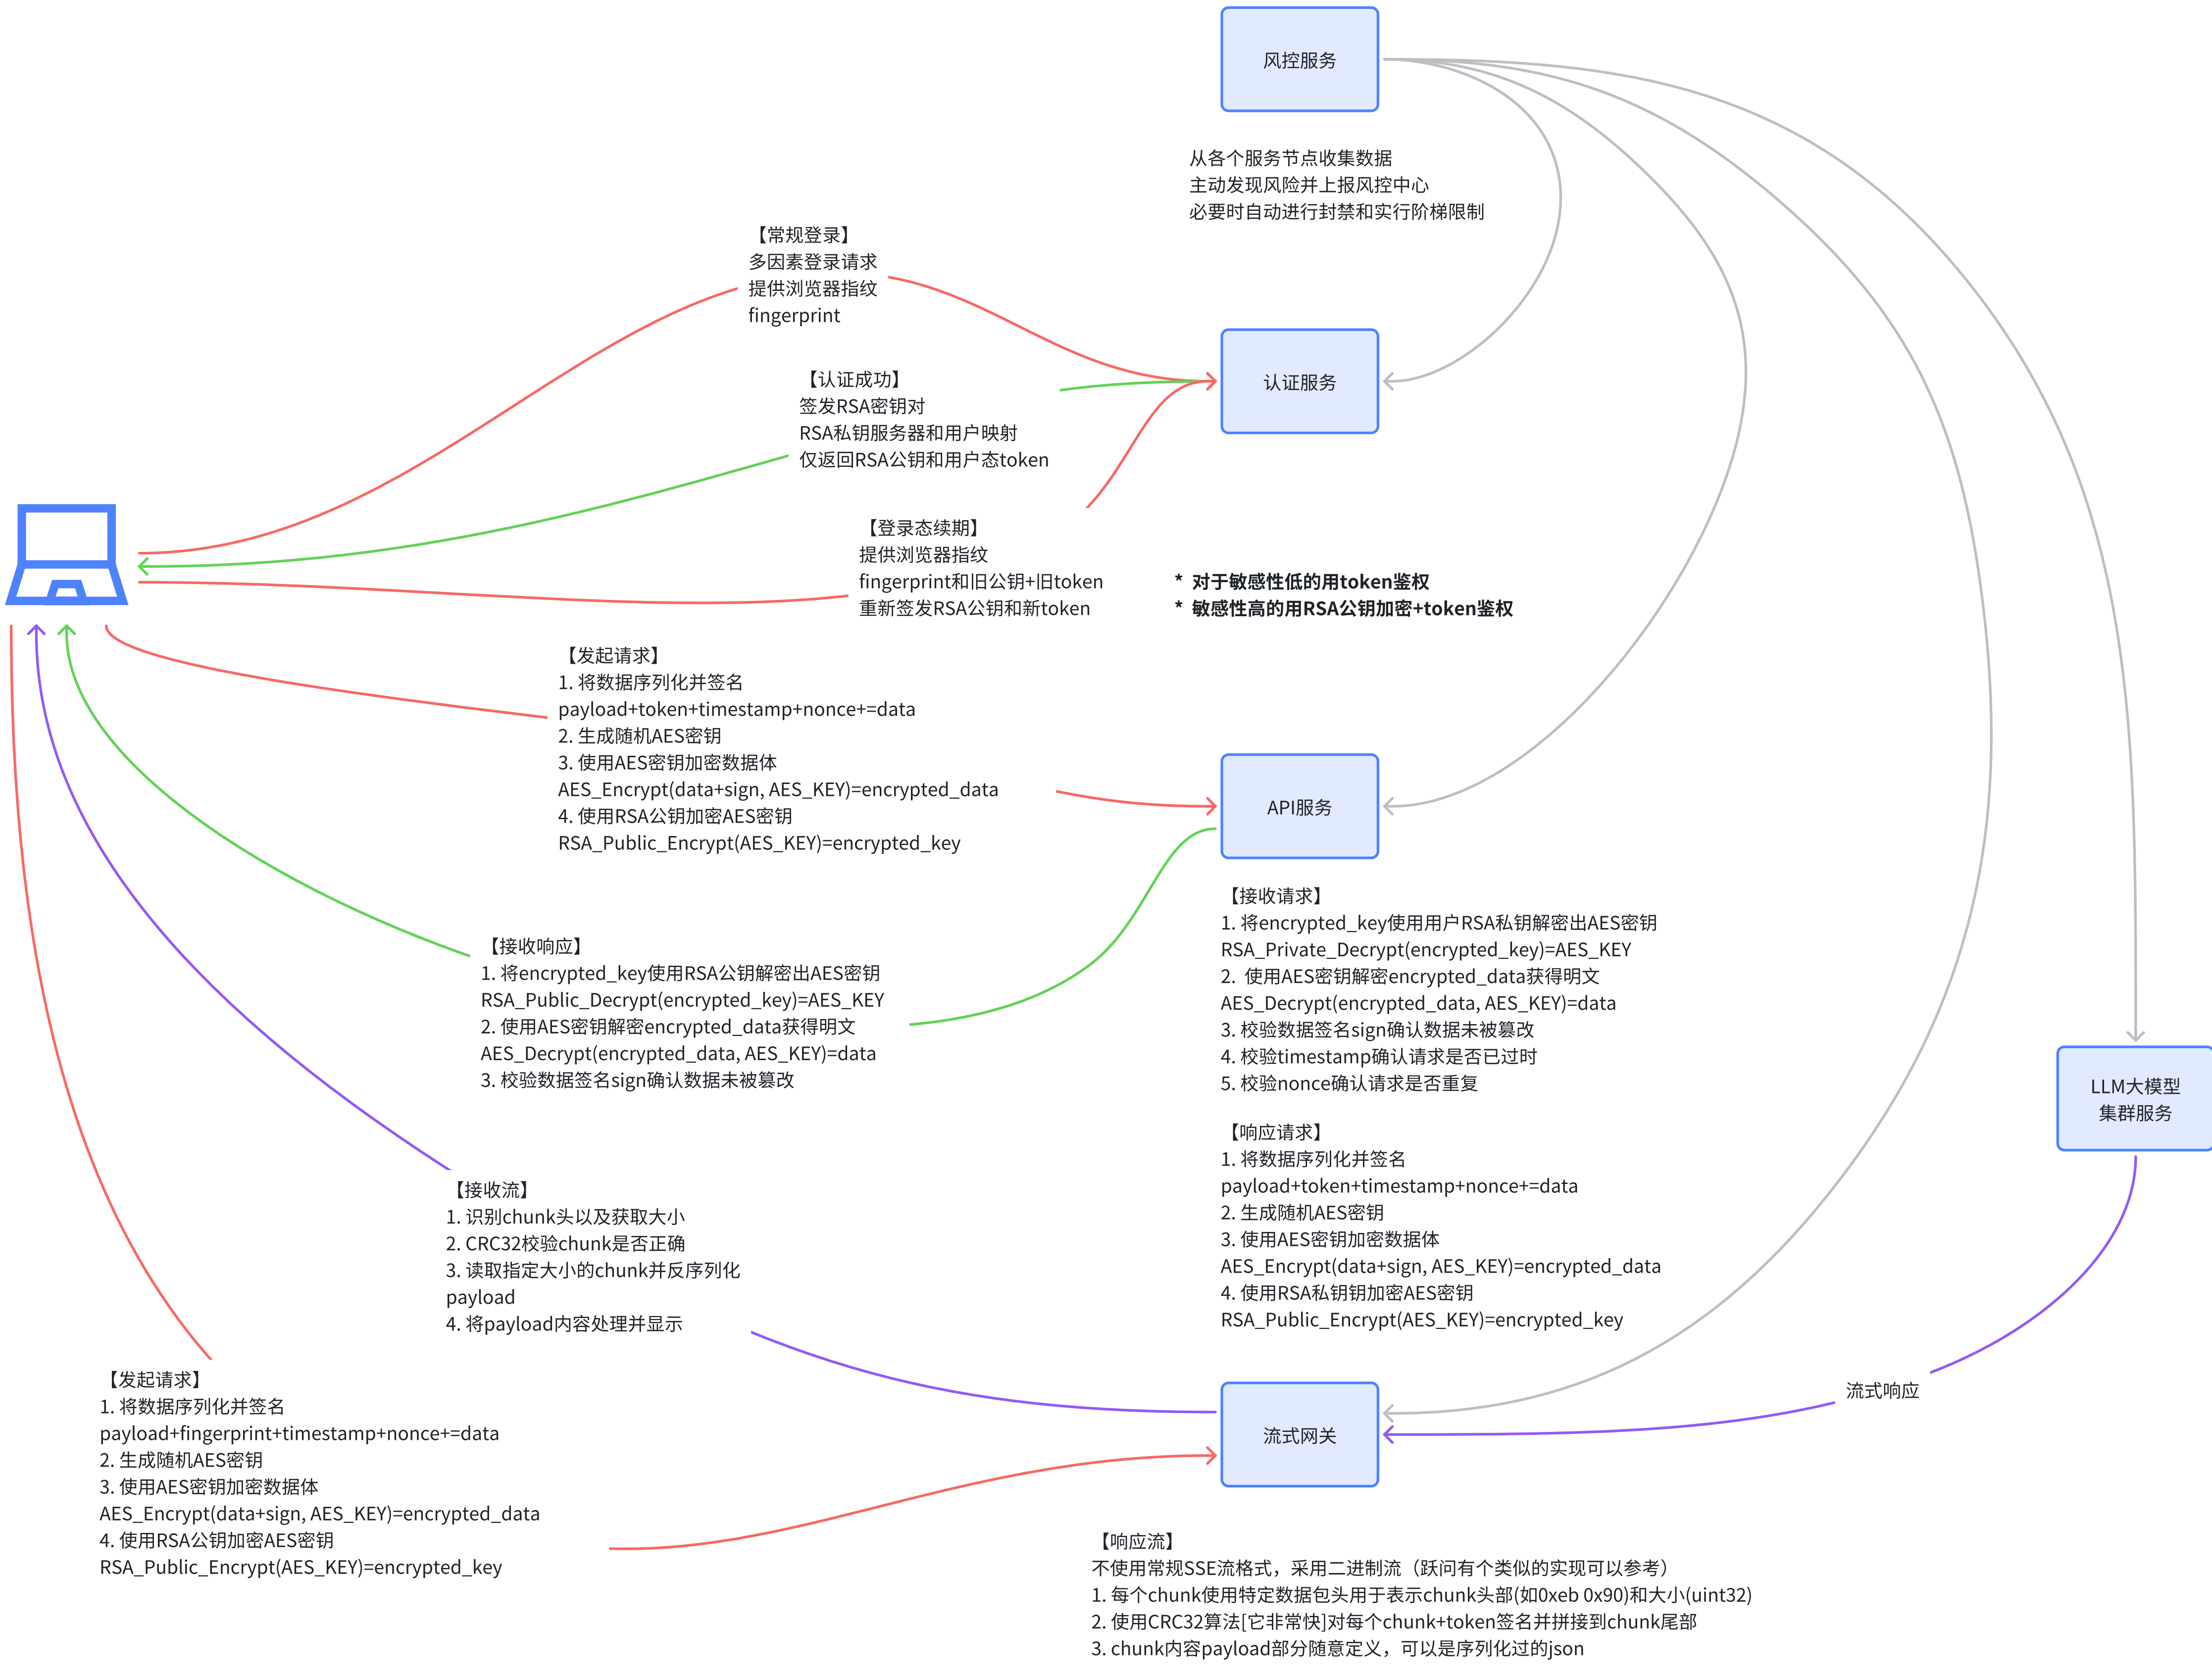 风控服务
从各个服务节点收集数据
主动发现风险并上报风控中心
必要时自动进行封禁和实行阶梯限制
【常规登录】
多因素登录请求
提供浏览器指纹
fingerprint
认证服务
【认证成功】
签发RSA密钥对
RSA私钥服务器和用户映射
仅返回RSA公钥和用户态token
【登录态续期】
提供浏览器指纹
fingerprint和旧公钥+旧token
重新签发RSA公钥和新token
* 对于敏感性低的用token鉴权
* 敏感性高的用RSA公钥加密+token鉴权
【发起请求】
1. 将数据序列化并签名
payload+token+timestamp+nonce+=data
2. 生成随机AES密钥
3. 使用AES密钥加密数据体
AES_Encrypt(data+sign, AES_KEY)=encrypted_data
4. 使用RSA公钥加密AES密钥
RSA_Public_Encrypt(AES_KEY)=encrypted_key
API服务
【接收请求】
1. 将encrypted_key使用用户RSA私钥解密出AES密钥
RSA_Private_Decrypt(encrypted_key)=AES_KEY
2. 使用AES密钥解密encrypted_data获得明文
AES_Decrypt(encrypted_data, AES_KEY)=data
3. 校验数据签名sign确认数据未被篡改
4. 校验timestamp确认请求是否已过时
5. 校验nonce确认请求是否重复
【接收响应】
1. 将encrypted_key使用RSA公钥解密出AES密钥
RSA_Public_Decrypt(encrypted_key)=AES_KEY
2. 使用AES密钥解密encrypted_data获得明文
AES_Decrypt(encrypted_data, AES_KEY)=data
3. 校验数据签名sign确认数据未被篡改
LLM大模型
集群服务
【响应请求】
1. 将数据序列化并签名
payload+token+timestamp+nonce+=data
2. 生成随机AES密钥
3. 使用AES密钥加密数据体
AES_Encrypt(data+sign, AES_KEY)=encrypted_data
4. 使用RSA私钥钥加密AES密钥
RSA_Public_Encrypt(AES_KEY)=encrypted_key
【接收流】
1. 识别chunk头以及获取大小
2. CRC32校验chunk是否正确
3. 读取指定大小的chunk并反序列化
payload
4. 将payload内容处理并显示
流式响应
流式网关
【发起请求】
1. 将数据序列化并签名
payload+fingerprint+timestamp+nonce+=data
2. 生成随机AES密钥
3. 使用AES密钥加密数据体
AES_Encrypt(data+sign, AES_KEY)=encrypted_data
4. 使用RSA公钥加密AES密钥
RSA_Public_Encrypt(AES_KEY)=encrypted_key
【响应流】
不使用常规SSE流格式，采用二进制流（跃问有个类似的实现可以参考）
1. 每个chunk使用特定数据包头用于表示chunk头部(如0xeb 0x90)和大小(uint32)
2. 使用CRC32算法[它非常快]对每个chunk+token签名并拼接到chunk尾部
3. chunk内容payload部分随意定义，可以是序列化过的json